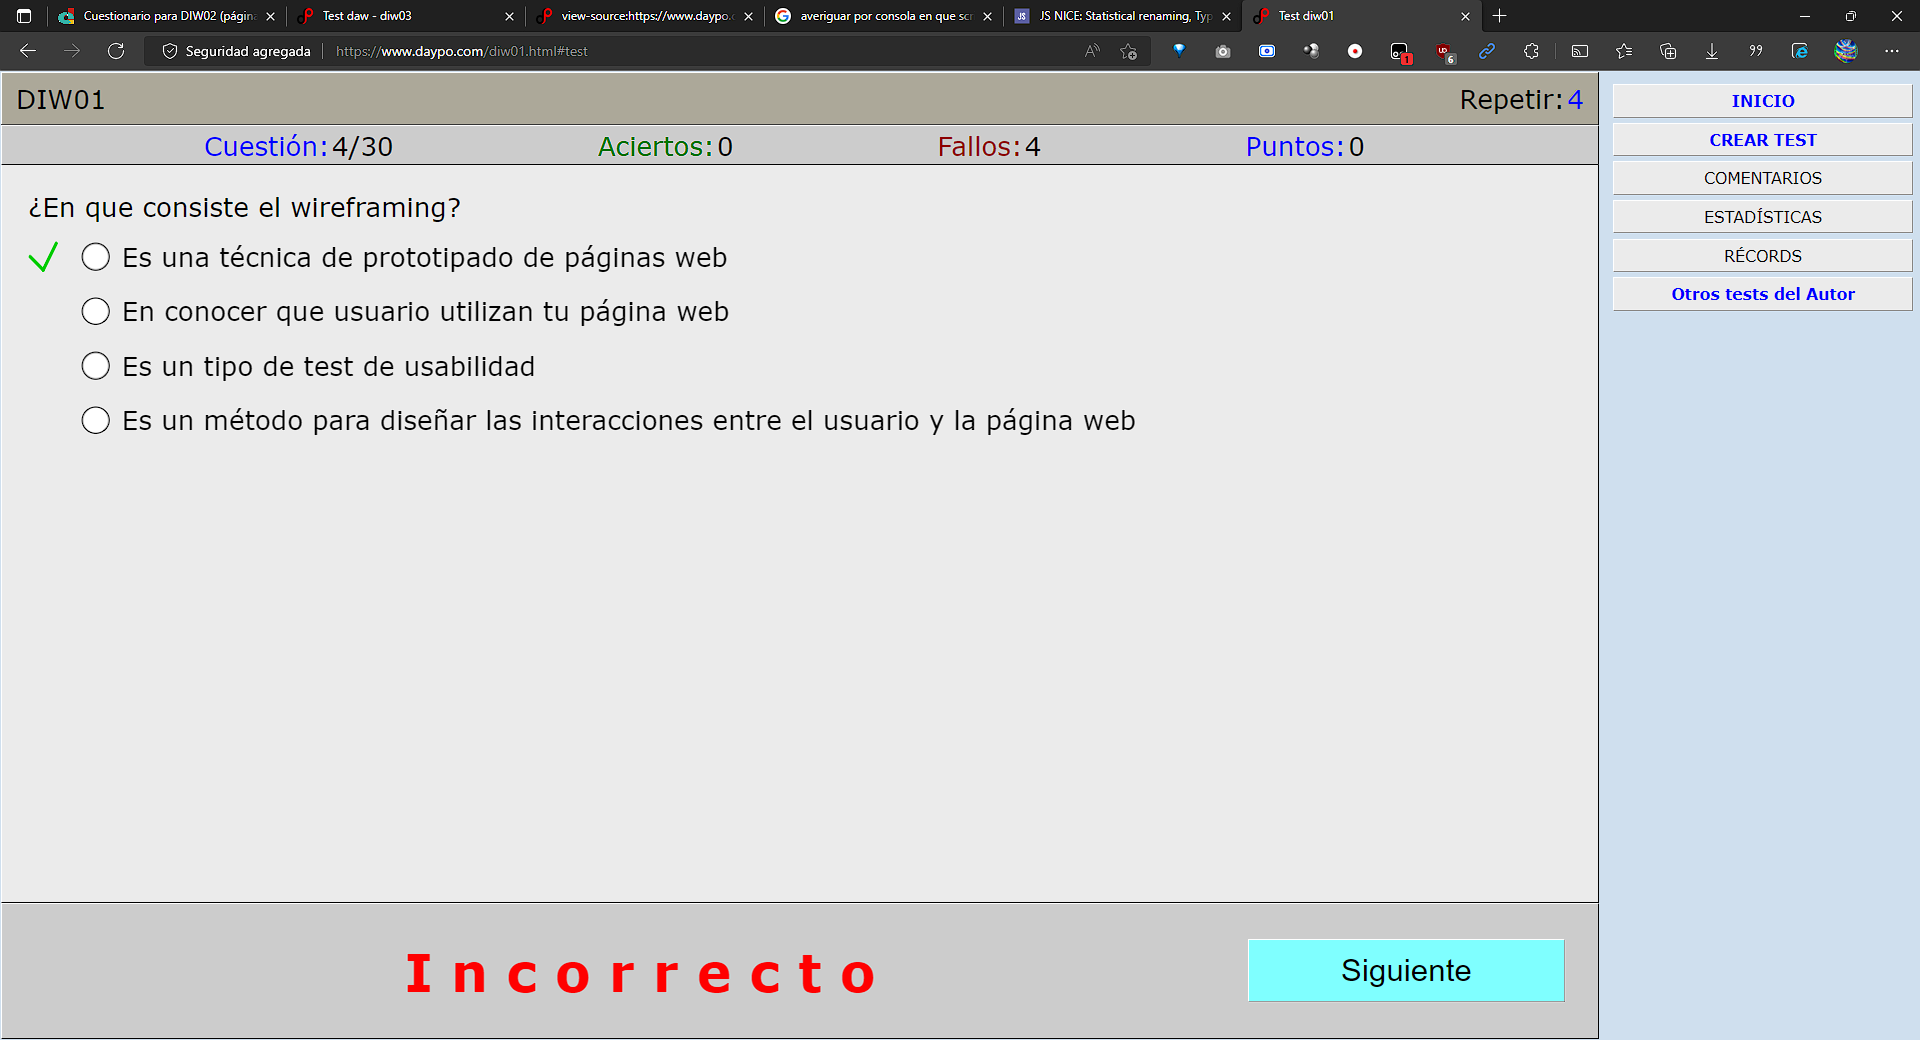 Cuestionario para DIW02 (págin
Test daw - diw03
view-source:https://www.daypo.
averiguar por consola en que scr
JS NICE: Statistical renaming, Typ
Test diw01
Seguridad agregada
https://www.daypo.com/diw01.html#test
DIW01
Repetir:4
Cuestión:4/30
Aciertos:0
Fallos:4
Puntos:0
¿En que consiste el wireframing?
Es una técnica de prototipado de páginas web
En conocer que usuario utilizan tu página web
Es un tipo de test de usabilidad
Es un método para diseñar las interacciones entre el usuario y la página web
Incorrecto
Siguiente
INICIO
CREAR TEST
COMENTARIOS
ESTADÍSTICAS
RÉCORDS
Otros tests del Autor